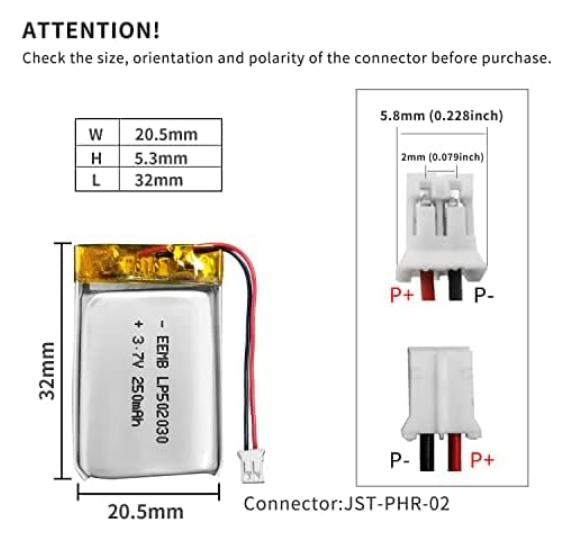 ATTENTION!
Check the size, orientation and polarity of the connector before purchase.
W 20.5mm
H 5.3mm
L 32mm
5.8mm (0.228inch)
2mm (0.079inch)
P+ P-
32mm
- EEMB LP502030
+ 3.7V 250mAh
P- P+
20.5mm
Connector:JST-PHR-02